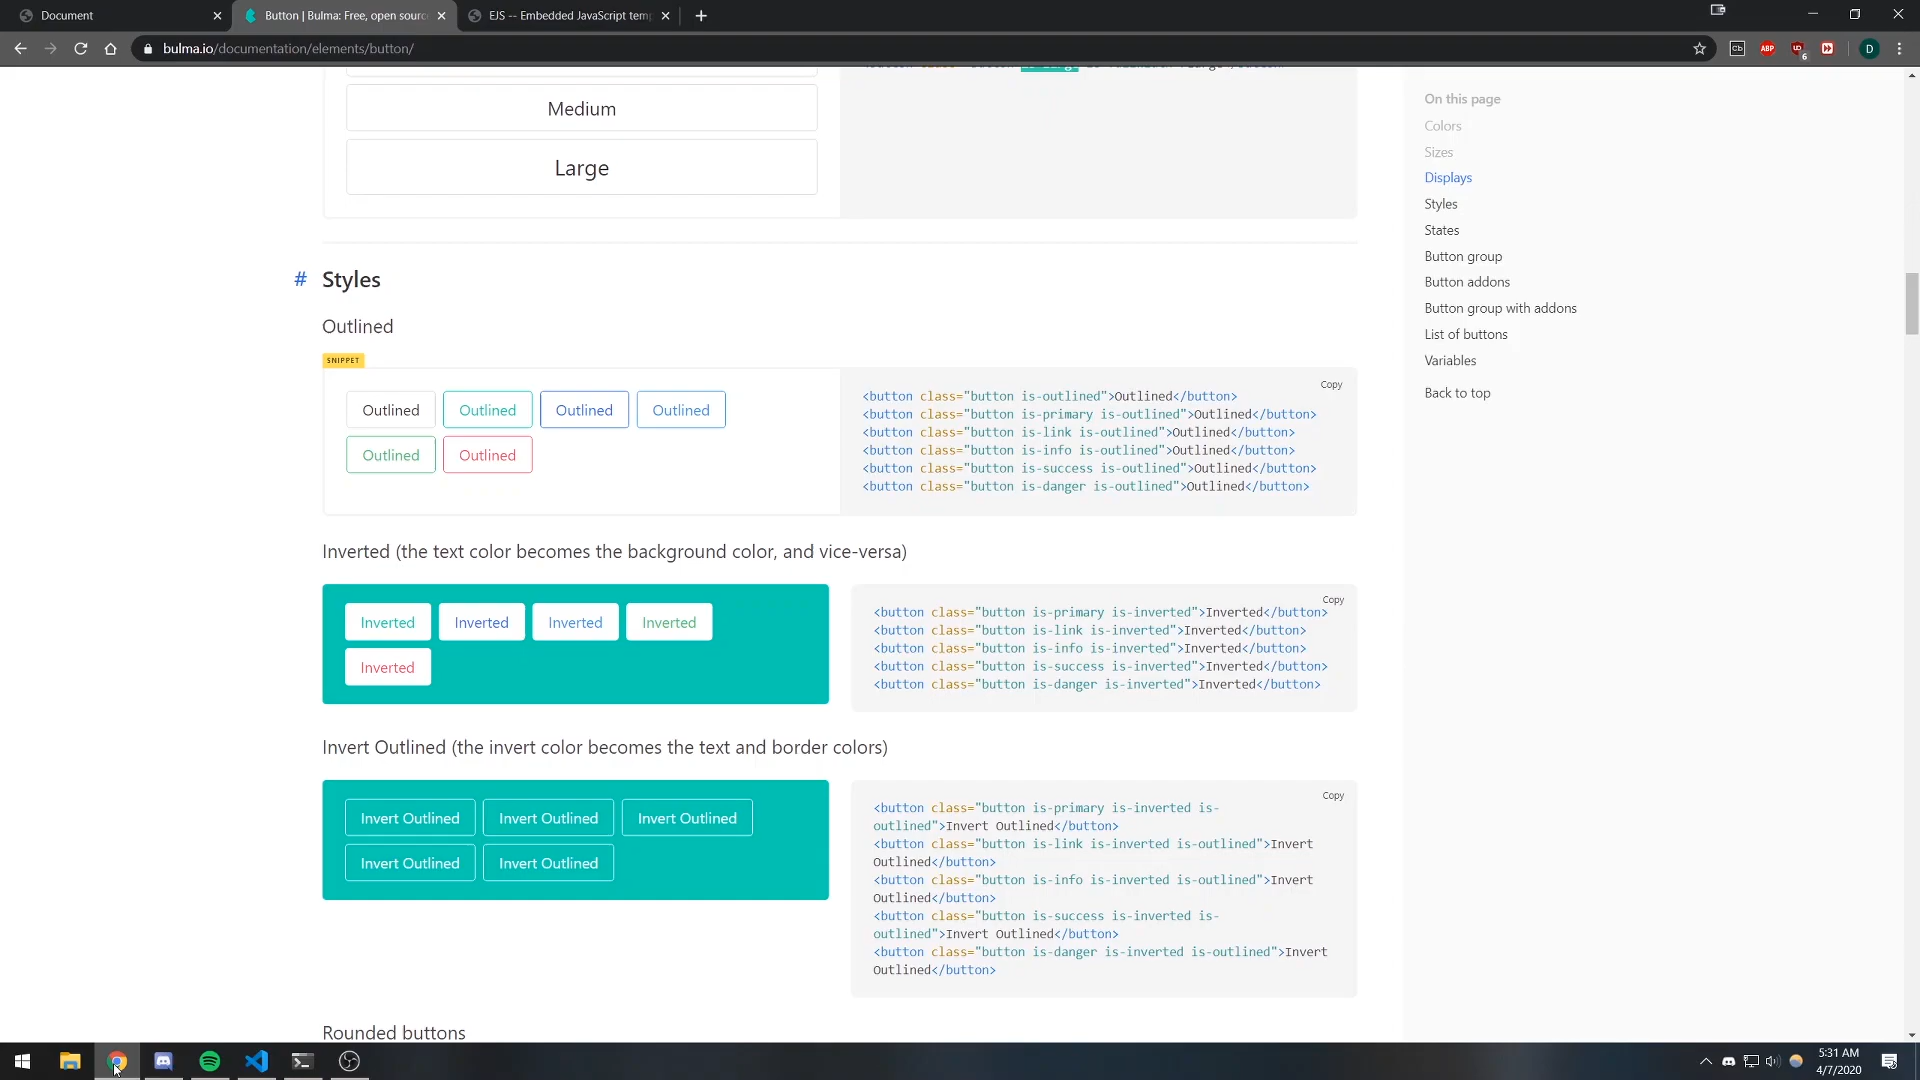 Document
Button | Bulma: Free, open sourc
EJS -- Embedded JavaScript temp
bulma.io/documentation/elements/button/
Cb
ABP
6
D
Medium
Large
On this page
Colors
Sizes
Displays
Styles
States
Button group
Button addons
Button group with addons
List of buttons
Variables
Back to top
# Styles
Outlined
SNIPPET
Outlined Outlined Outlined Outlined
Outlined Outlined
Copy
<button class="button is-outlined">Outlined</button>
<button class="button is-primary is-outlined">Outlined</button>
<button class="button is-link is-outlined">Outlined</button>
<button class="button is-info is-outlined">Outlined</button>
<button class="button is-success is-outlined">Outlined</button>
<button class="button is-danger is-outlined">Outlined</button>
Inverted (the text color becomes the background color, and vice-versa)
Inverted Inverted Inverted Inverted
Inverted
Copy
<button class="button is-primary is-inverted">Inverted</button>
<button class="button is-link is-inverted">Inverted</button>
<button class="button is-info is-inverted">Inverted</button>
<button class="button is-success is-inverted">Inverted</button>
<button class="button is-danger is-inverted">Inverted</button>
Invert Outlined (the invert color becomes the text and border colors)
Invert Outlined Invert Outlined Invert Outlined
Invert Outlined Invert Outlined
Copy
<button class="button is-primary is-inverted is-
outlined">Invert Outlined</button>
<button class="button is-link is-inverted is-outlined">Invert
Outlined</button>
<button class="button is-info is-inverted is-outlined">Invert
Outlined</button>
<button class="button is-success is-inverted is-
outlined">Invert Outlined</button>
<button class="button is-danger is-inverted is-outlined">Invert
Outlined</button>
Rounded buttons
5:31 AM
4/7/2020